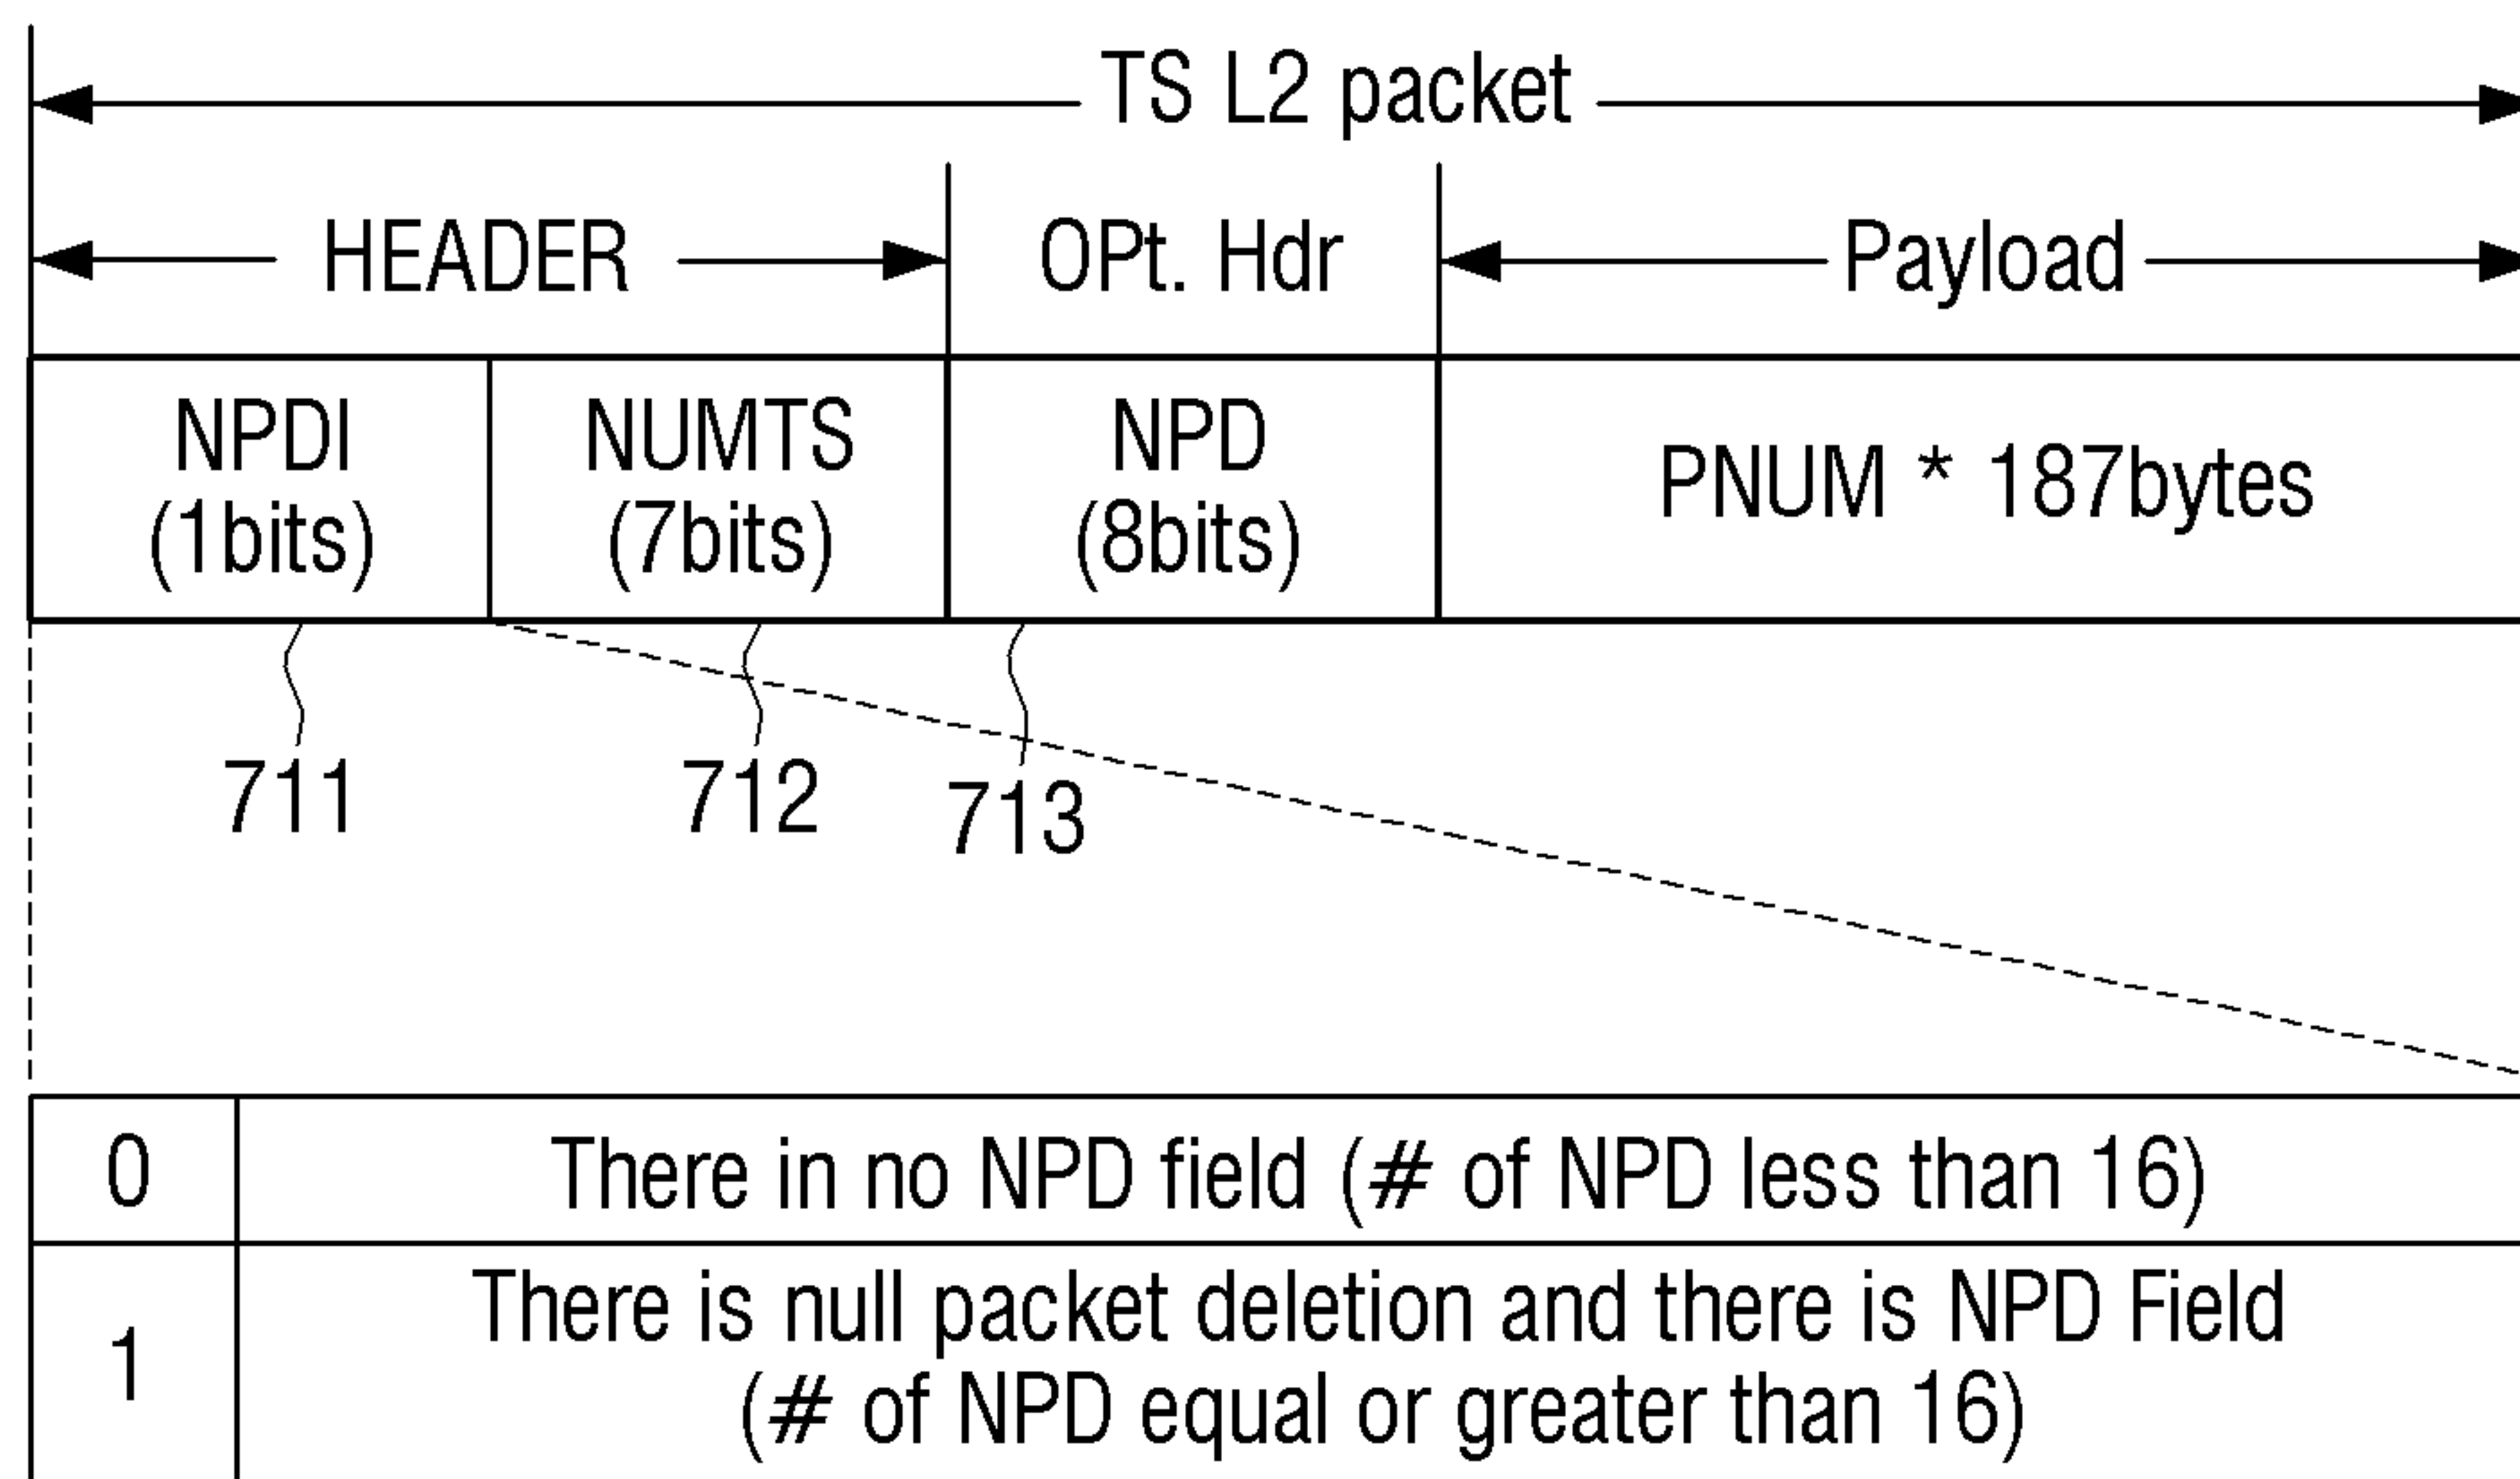 TS L2 packet
HEADER
OPt. Hdr
Payload
NPDI
(1bits)
NUMTS
(7bits)
NPD
(8bits)
PNUM * 187bytes
711
712
713
0
There in no NPD field (# of NPD less than 16)
1
There is null packet deletion and there is NPD Field
(# of NPD equal or greater than 16)